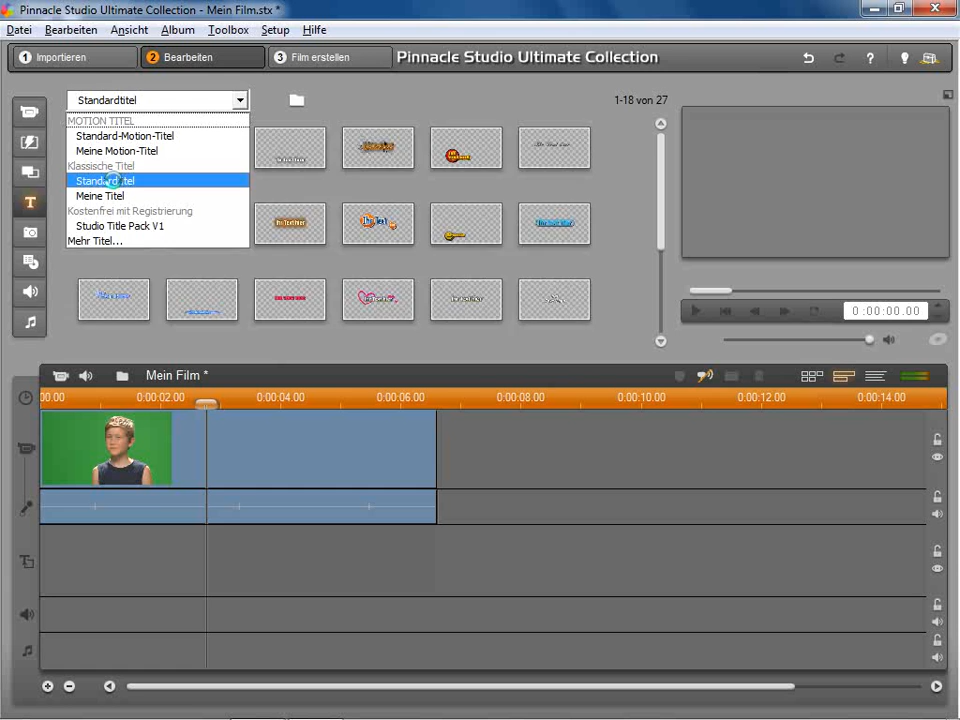 Pinnacle Studio Ultimate Collection - Mein Film.stx *
Datei Bearbeiten Ansicht Album Toolbox Setup Hilfe
1 Importieren 2 Bearbeiten 3 Film erstellen Pinnacle Studio Ultimate Collection ?
Standardtitel 1-18 von 27
MOTION TITEL
Standard-Motion-Titel
Meine Motion-Titel
Klassische Titel
Standardtitel
Meine Titel
Kostenfrei mit Registrierung
Studio Title Pack V1
Mehr Titel...
T
0:00:00.00
Mein Film *
00.00 0:00:02.00 0:00:04.00 0:00:06.00 0:00:08.00 0:00:10.00 0:00:12.00 0:00:14.00